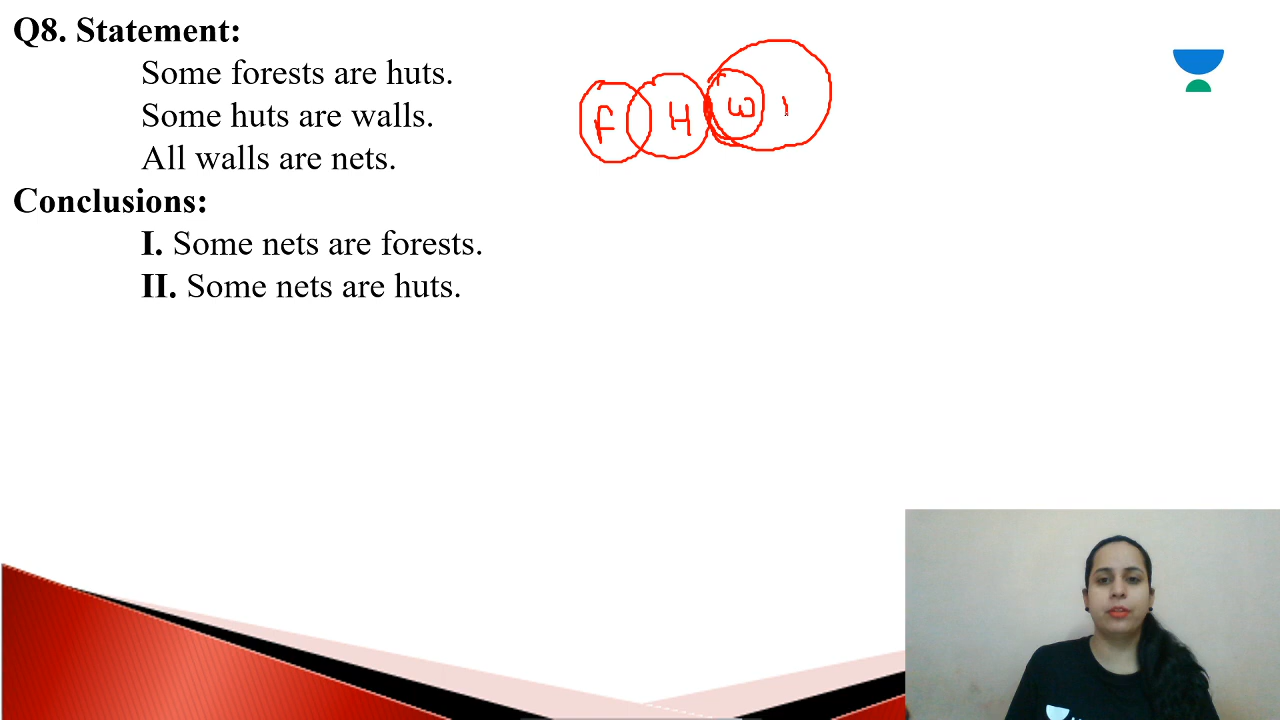 Q8. Statement:
Some forests are huts.
Some huts are walls.
All walls are nets.
Conclusions:
I. Some nets are forests.
II. Some nets are huts.
F H W